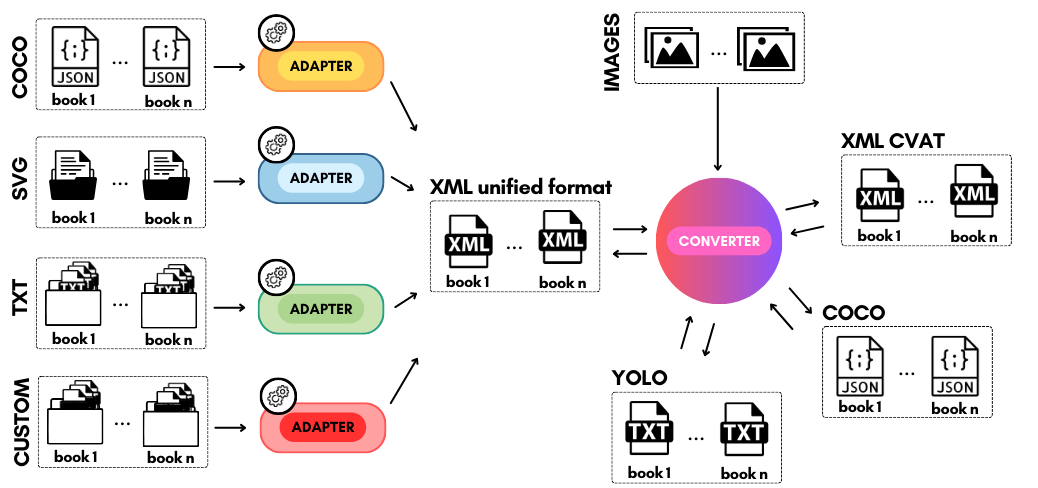 COCO
{;}
JSON
...
{;}
JSON
book 1
book n
ADAPTER
SVG
...
book 1
book n
ADAPTER
TXT
TXT
...
TXT
book 1
book n
ADAPTER
CUSTOM
...
book 1
book n
ADAPTER
XML unified format
XML
...
XML
book 1
book n
IMAGES
...
CONVERTER
XML CVAT
XML
...
XML
book 1
book n
COCO
{;}
JSON
...
{;}
JSON
book 1
book n
YOLO
TXT
...
TXT
book 1
book n